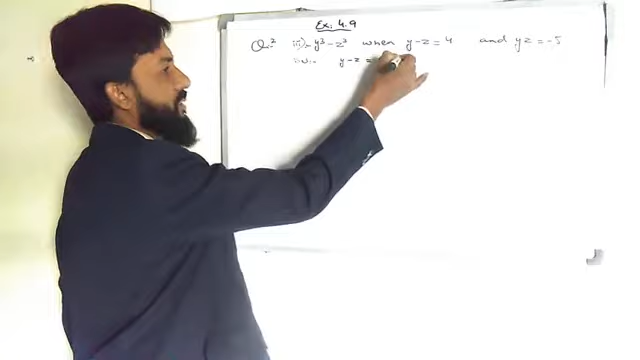 Ex. 4.9
Q.2 iii):- y³ - z³ when y-z = 4 and yz = -5
y-z =